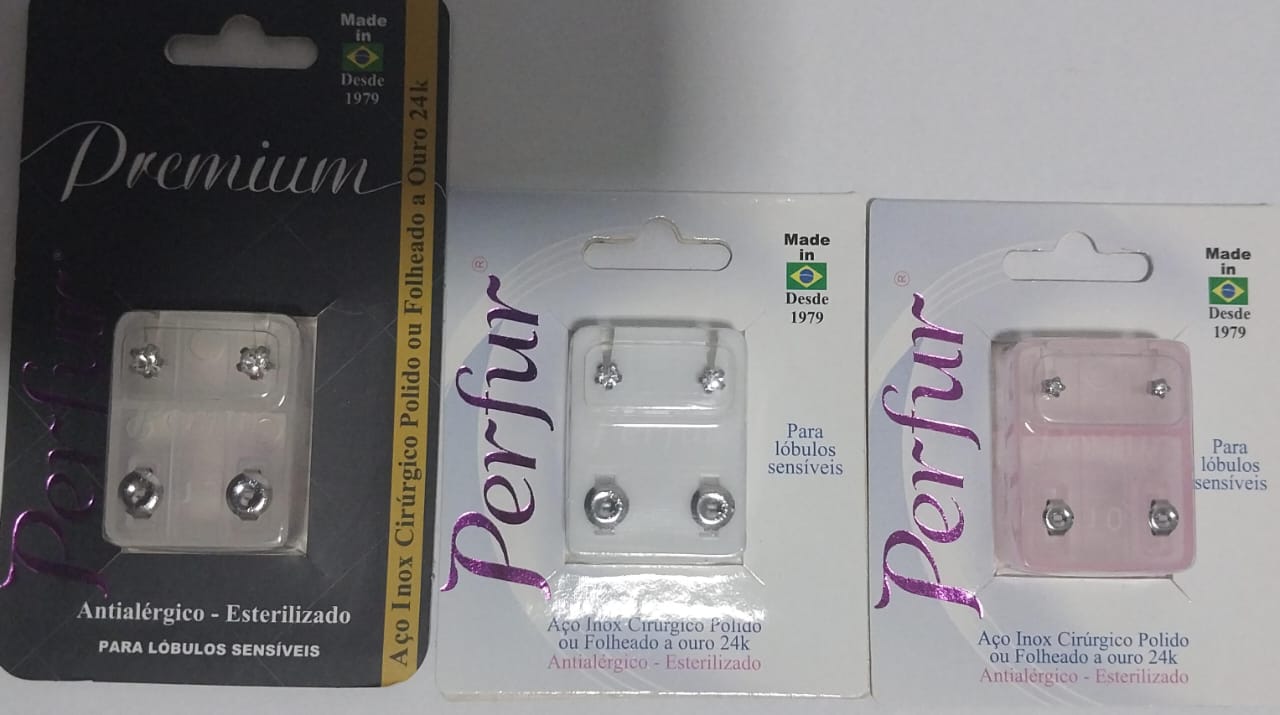 Made
in
Desde
1979
Premium
Perfur
Aço Inox Cirúrgico Polido ou Folheado a Ouro 24k
Antialérgico - Esterilizado
PARA LÓBULOS SENSÍVEIS
Made
in
Desde
1979
Perfur®
Para
lóbulos
sensíveis
Aço Inox Cirúrgico Polido
ou Folheado a ouro 24k
Antialérgico - Esterilizado
Made
in
Desde
1979
Perfur®
Para
lóbulos
sensíveis
Aço Inox Cirúrgico Polido
ou Folheado a ouro 24k
Antialérgico - Esterilizado